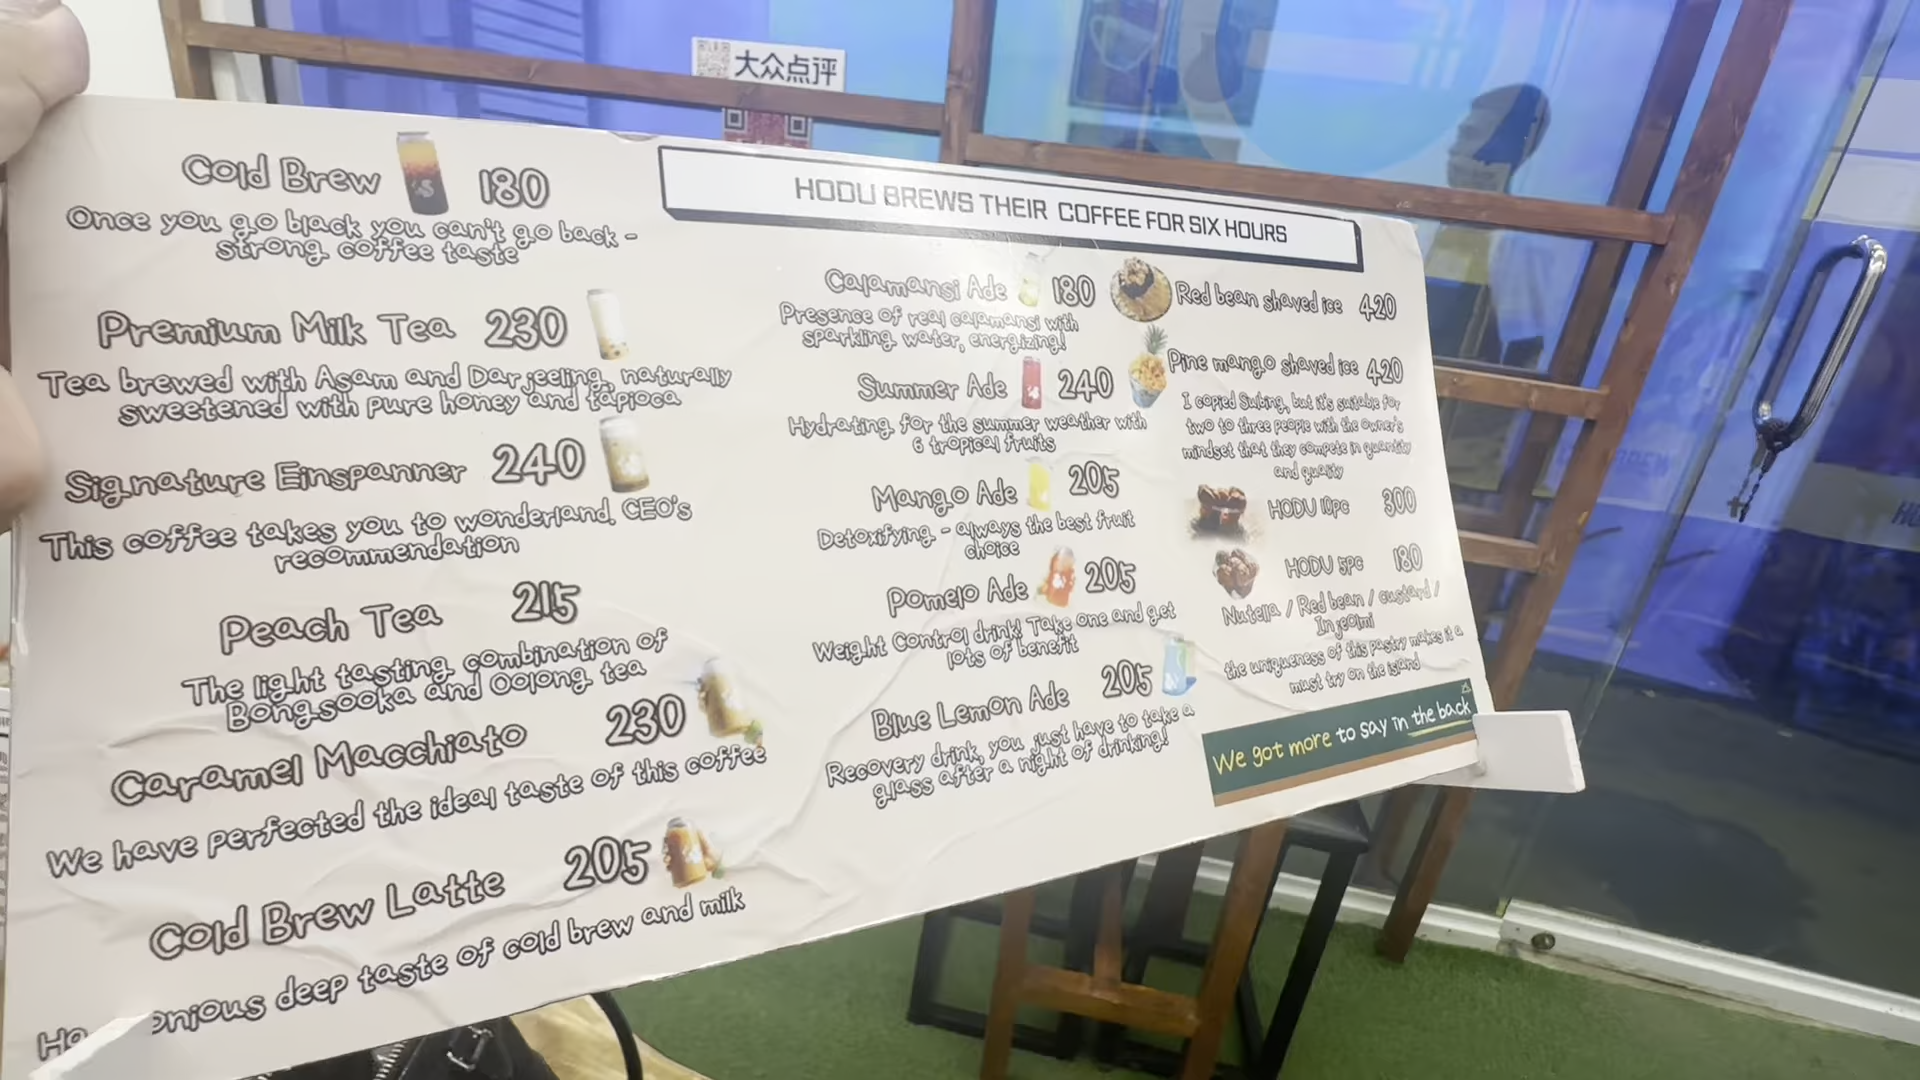 大众点评
Cold Brew 180
Once you go black you can't go back -
strong coffee taste
Premium Milk Tea 230
Tea brewed with Asam and Darjeeling, naturally
sweetened with pure honey and tapioca
Signature Einspanner 240
This coffee takes you to wonderland. CEO's
recommendation
Peach Tea 215
The light tasting combination of
Bongsooka and Oolong tea
Caramel Macchiato 230
We have perfected the ideal taste of this coffee
Cold Brew Latte 205
deep taste of cold brew and milk
HODU BREWS THEIR COFFEE FOR SIX HOURS
Calamansi Ade 180
Presence of real calamansi with
sparkling water, energizing!
Summer Ade 240
Hydrating for the summer weather with
6 tropical fruits
Mango Ade 205
Detoxifying - always the best fruit
choice
Pomelo Ade 205
Weight Control drink! Take one and get
lots of benefit
Blue Lemon Ade 205
Recovery drink, you just have to take a
glass after a night of drinking!
Red bean shaved ice 420
Pine mango shaved ice 420
I copied Sulbing, but it's suitable for
two to three people with the owner's
mindset that they compete in quantity
and quality
HODU 10pc 300
HODU 5pc 180
Nutella / Red bean / custard /
Injeolmi
the uniqueness of this pastry makes it a
must try on the island
We got more to say in the back